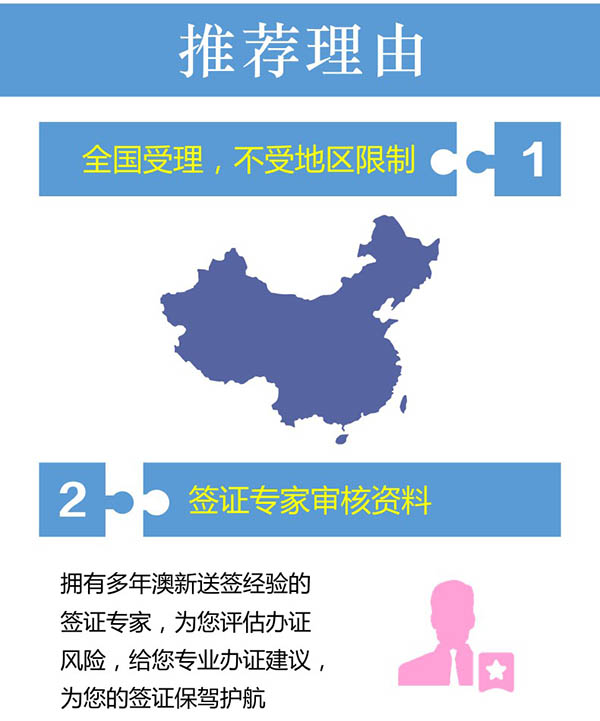 推荐理由
全国受理，不受地区限制
1
2
签证专家审核资料
拥有多年澳新送签经验的
签证专家，为您评估办证
风险，给您专业办证建议，
为您的签证保驾护航